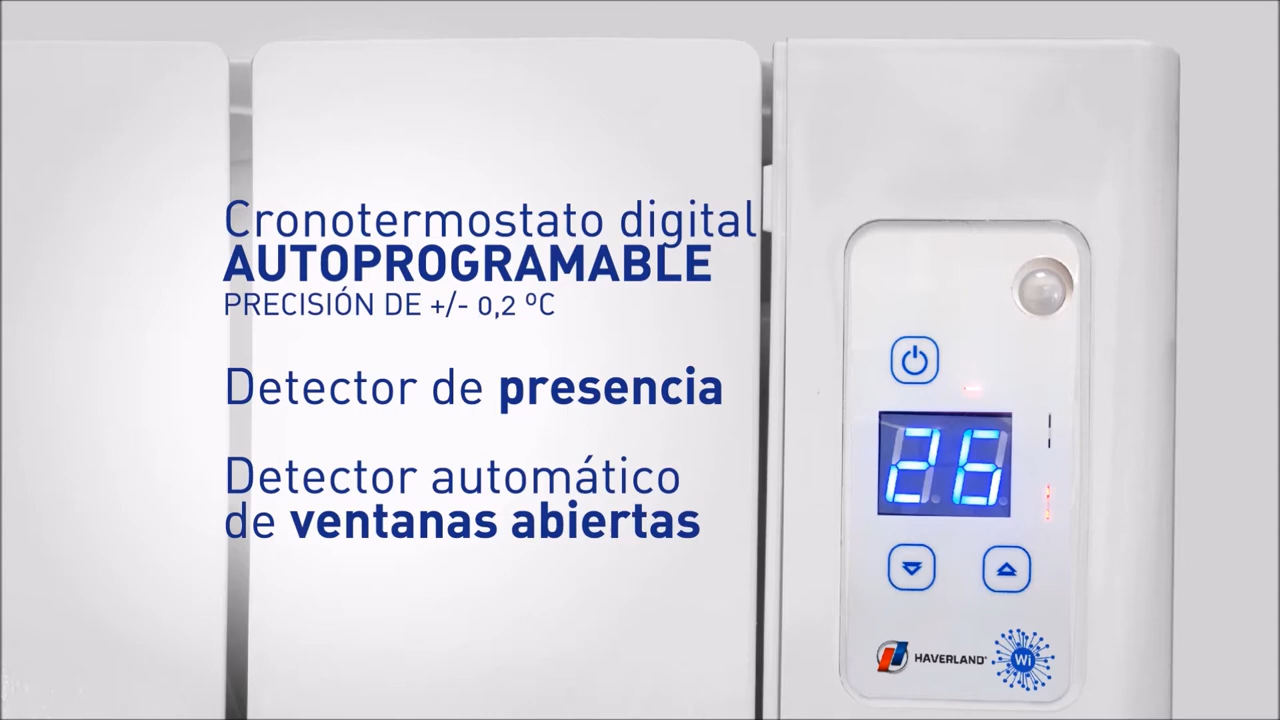 Cronotermostato digital
AUTOPROGRAMABLE
PRECISIÓN DE +/- 0,2 ºC
Detector de presencia
Detector automático
de ventanas abiertas
26
HAVERLAND
Wi